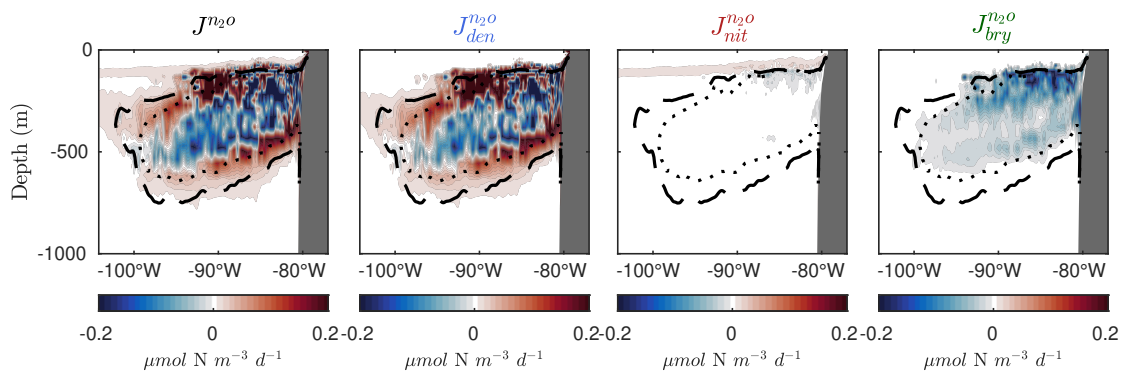 J^{n_2o} J^{n_2o}_{den} J^{n_2o}_{nit} J^{n_2o}_{bry}
Depth (m)
0
-500
-1000
-100°W -90°W -80°W -100°W -90°W -80°W -100°W -90°W -80°W -100°W -90°W -80°W
-0.2 0 0.2 -0.2 0 0.2 -0.2 0 0.2 -0.2 0 0.2
μmol N m⁻³ d⁻¹ μmol N m⁻³ d⁻¹ μmol N m⁻³ d⁻¹ μmol N m⁻³ d⁻¹